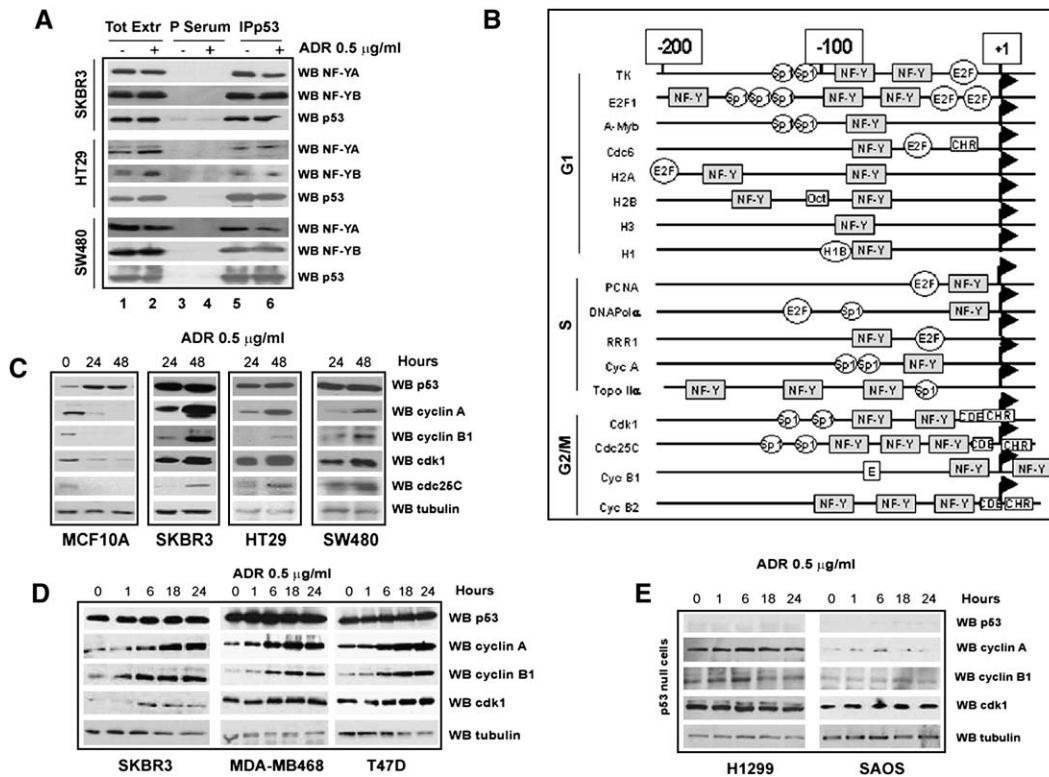 A
Tot Extr P Serum IPp53
- + - + - + ADR 0.5 μg/ml
SKBR3
WB NF-YA
WB NF-YB
WB p53
HT29
WB NF-YA
WB NF-YB
WB p53
SW480
WB NF-YA
WB NF-YB
WB p53
1 2 3 4 5 6
B
-200 -100 +1
G1
TK Sp1 Sp1 NF-Y NF-Y E2F
E2F1 NF-Y Sp1 Sp1 Sp1 NF-Y NF-Y E2F E2F
A-Myb Sp1 Sp1 NF-Y
Cdc6 NF-Y E2F CHR
H2A E2F NF-Y NF-Y
H2B NF-Y Oct NF-Y
H3 NF-Y
H1 H1B NF-Y
S
PCNA E2F NF-Y
DNAPolα E2F Sp1 NF-Y
RRR1 NF-Y E2F
Cyc A Sp1 Sp1 NF-Y
Topo IIα NF-Y NF-Y NF-Y Sp1
G2/M
Cdk1 Sp1 Sp1 NF-Y NF-Y CDE CHR
Cdc25C Sp1 Sp1 NF-Y NF-Y NF-Y CDE CHR
Cyc B1 E NF-Y NF-Y
Cyc B2 NF-Y NF-Y NF-Y CDE CHR
C
ADR 0.5 μg/ml
0 24 48 24 48 24 48 24 48 Hours
WB p53
WB cyclin A
WB cyclin B1
WB cdk1
WB cdc25C
WB tubulin
MCF10A SKBR3 HT29 SW480
D
ADR 0.5 μg/ml
0 1 6 18 24 0 1 6 18 24 0 1 6 18 24 Hours
WB p53
WB cyclin A
WB cyclin B1
WB cdk1
WB tubulin
SKBR3 MDA-MB468 T47D
E
ADR 0.5 μg/ml
0 1 6 18 24 0 1 6 18 24 Hours
p53 null cells
WB p53
WB cyclin A
WB cyclin B1
WB cdk1
WB tubulin
H1299 SAOS